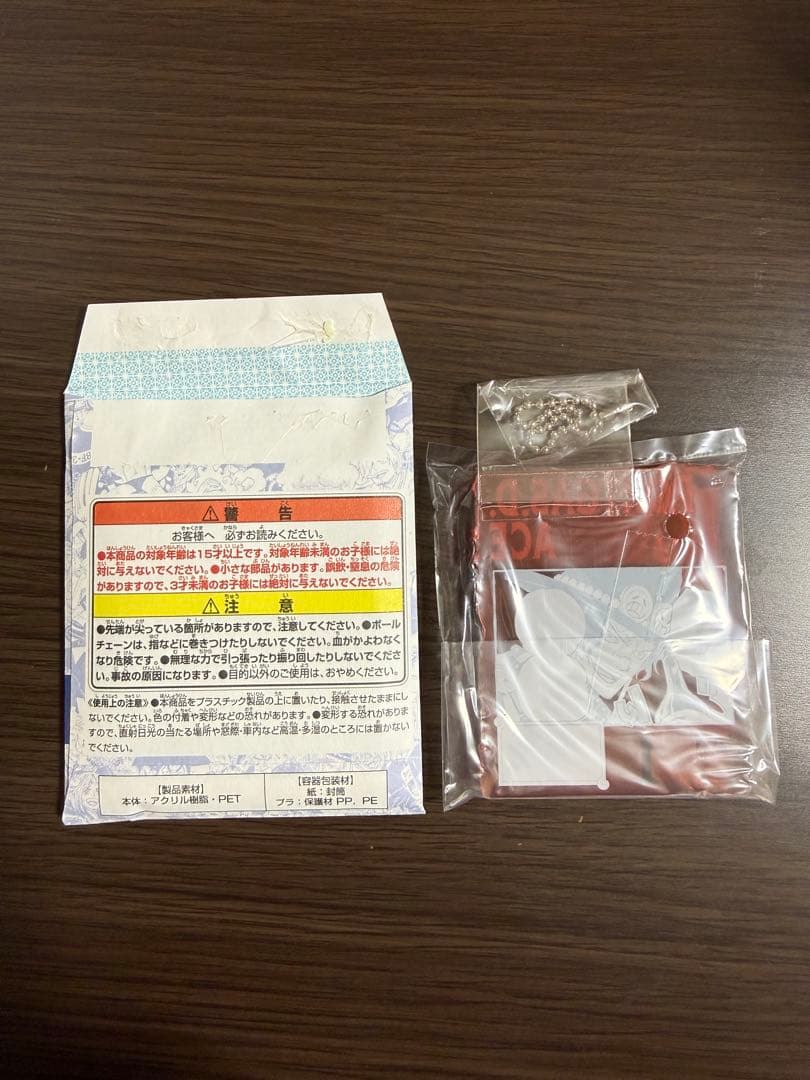 ⚠警告
お客様へ 必ずお読みください。
●本商品の対象年齢は15才以上です。対象年齢未満のお子様には絶
対に与えないでください。●小さな部品があります。誤飲・窒息の危険
がありますので、3才未満のお子様には絶対に与えないでください。
⚠注意
●先端が尖っている箇所がありますので、注意してください。●ボール
チェーンは、指などに巻きつけたりしないでください。血がかよわなく
なり危険です。●無理な力で引っ張ったり振り回したりしないでくださ
い。事故の原因になります。●目的以外のご使用は、おやめください。
《使用上の注意》●本商品をプラスチック製品の上に置いたり、接触させたままにし
ないでください。色の付着や変形などの恐れがあります。●変形する恐れがありま
すので、直射日光の当たる場所や窓際・車内など高温・多湿のところには置かない
でください。
【製品素材】
本体：アクリル樹脂・PET
【容器包装材】
紙：封筒
プラ：保護材 PP，PE
ACE